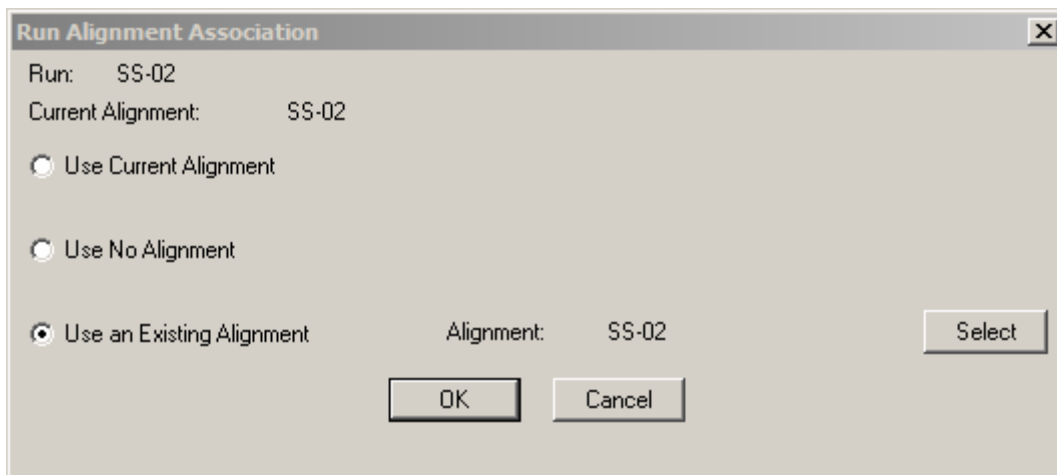 Run Alignment Association
Run: SS-02
Current Alignment: SS-02
Use Current Alignment
Use No Alignment
Use an Existing Alignment Alignment: SS-02 Select
OK Cancel